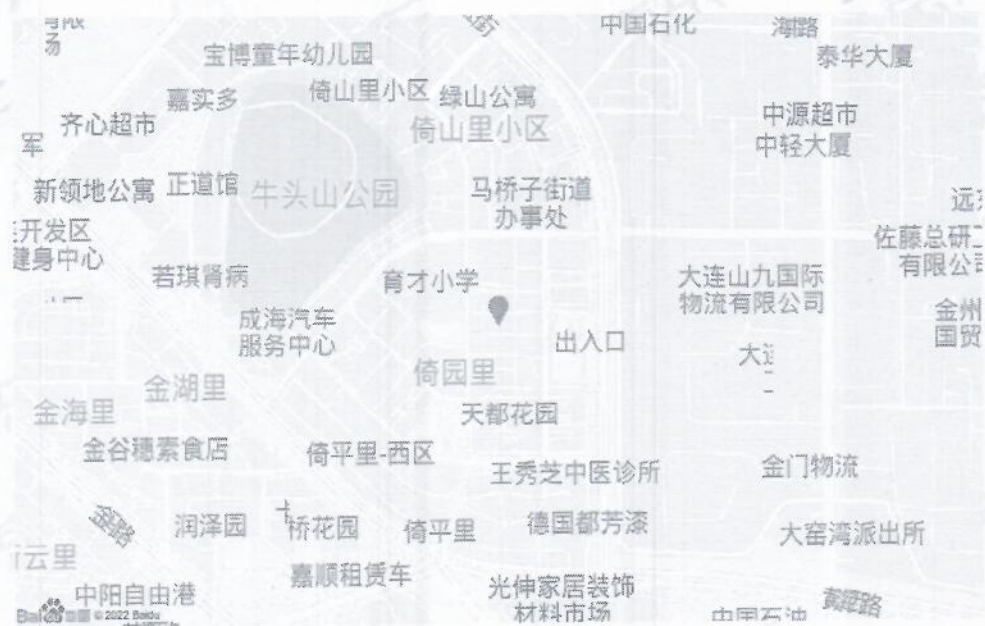 场
中国石化
海路
宝博童年幼儿园
泰华大厦
嘉实多
倚山里小区
绿山公寓
齐心超市
倚山里小区
中源超市
军
中轻大厦
新领地公寓
正道馆
牛头山公园
马桥子街道
办事处
开发区
健身中心
佐藤总研
有限公司
若琪肾病
育才小学
大连山九国际
物流有限公司
成海汽车
服务中心
金州
国贸
出入口
倚园里
金湖里
金海里
天都花园
金谷穗素食店
倚平里-西区
王秀芝中医诊所
金门物流
润泽园
桥花园
倚平里
德国都芳漆
大窑湾派出所
云里
嘉顺租赁车
中阳自由港
光伸家居装饰
材料市场
中国石油
Bai
© 2022 Baidu